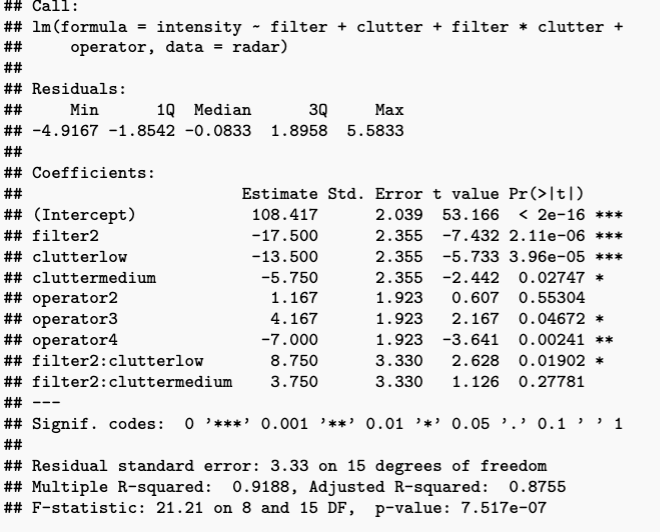 ## Call:
## lm(formula = intensity ~ filter + clutter + filter * clutter +
##     operator, data = radar)
##
## Residuals:
##     Min      1Q  Median      3Q     Max
## -4.9167 -1.8542 -0.0833  1.8958  5.5833
##
## Coefficients:
##                       Estimate Std. Error t value Pr(>|t|)
## (Intercept)            108.417      2.039  53.166  < 2e-16 ***
## filter2                -17.500      2.355  -7.432 2.11e-06 ***
## clutterlow             -13.500      2.355  -5.733 3.96e-05 ***
## cluttermedium           -5.750      2.355  -2.442  0.02747 *
## operator2                1.167      1.923   0.607  0.55304
## operator3                4.167      1.923   2.167  0.04672 *
## operator4               -7.000      1.923  -3.641  0.00241 **
## filter2:clutterlow       8.750      3.330   2.628  0.01902 *
## filter2:cluttermedium    3.750      3.330   1.126  0.27781
## ---
## Signif. codes:  0 '***' 0.001 '**' 0.01 '*' 0.05 '.' 0.1 ' ' 1
##
## Residual standard error: 3.33 on 15 degrees of freedom
## Multiple R-squared:  0.9188, Adjusted R-squared:  0.8755
## F-statistic: 21.21 on 8 and 15 DF,  p-value: 7.517e-07